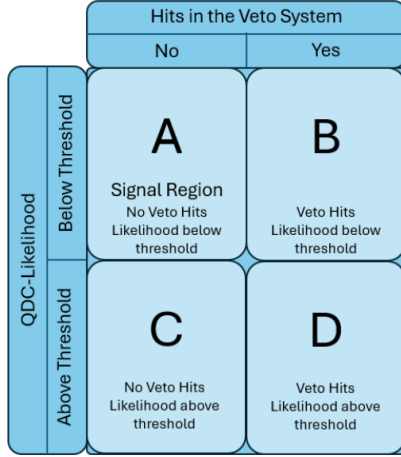 Hits in the Veto System
No
Yes
QDC-Likelihood
Below Threshold
A
Signal Region
No Veto Hits
Likelihood below
threshold
B
Veto Hits
Likelihood below
threshold
Above Threshold
C
No Veto Hits
Likelihood above
threshold
D
Veto Hits
Likelihood above
threshold